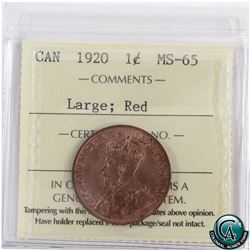 CAN 1920 1¢ MS-65
— COMMENTS —
Large; Red
— CERT NO. —
IN IS A
GENU TEM.
Tampering with this ates above opinion.
Have holder replaced package/seal not intact.